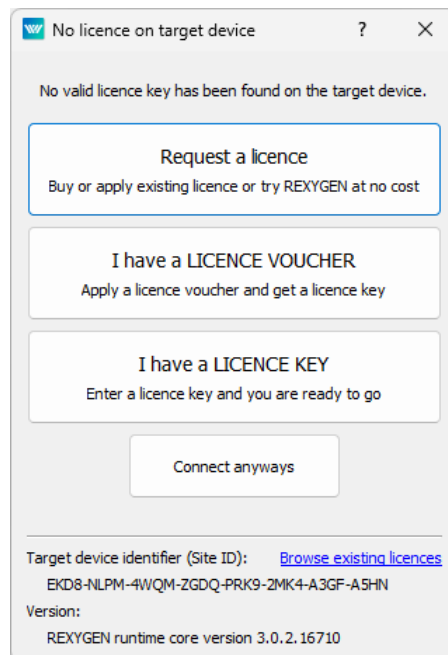 No licence on target device
No valid licence key has been found on the target device.
Request a licence
Buy or apply existing licence or try REXYGEN at no cost
I have a LICENCE VOUCHER
Apply a licence voucher and get a licence key
I have a LICENCE KEY
Enter a licence key and you are ready to go
Connect anyways
Target device identifier (Site ID): Browse existing licences
EKD8-NLPM-4WQM-ZGDQ-PRK9-2MK4-A3GF-A5HN
Version:
REXYGEN runtime core version 3.0.2.16710